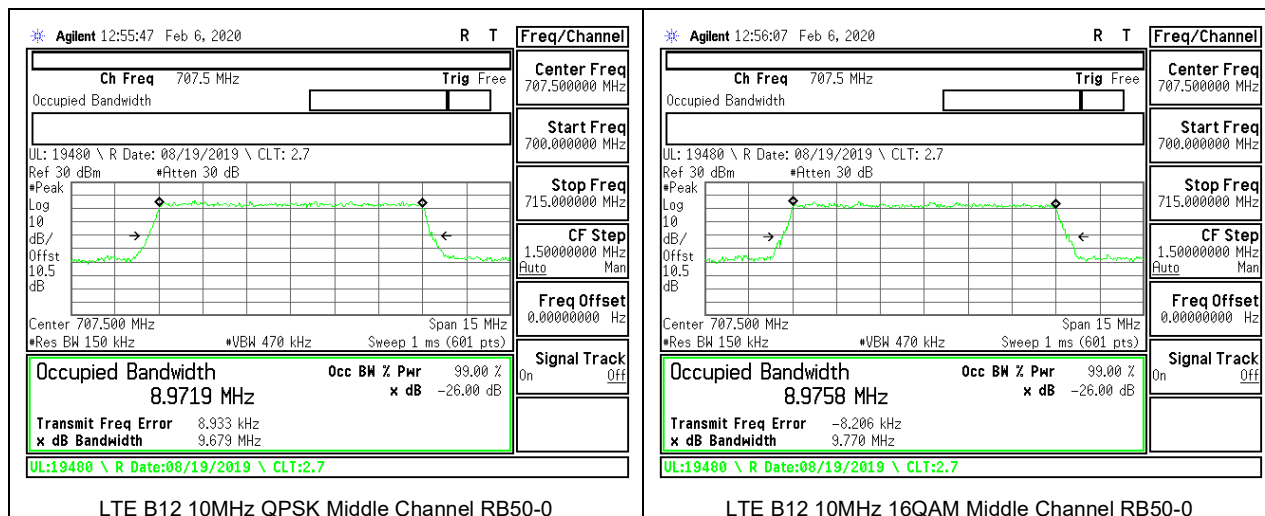 Agilent 12:55:47 Feb 6, 2020 R T
Freq/Channel
Ch Freq 707.5 MHz Trig Free
Occupied Bandwidth
Center Freq
707.500000 MHz
Start Freq
700.000000 MHz
Stop Freq
715.000000 MHz
CF Step
1.50000000 MHz
Auto Man
Freq Offset
0.00000000 Hz
Signal Track
On Off
UL: 19480 \ R Date: 08/19/2019 \ CLT: 2.7
Ref 30 dBm #Atten 30 dB
#Peak
Log
10
dB/
Offst
10.5
dB
Center 707.500 MHz Span 15 MHz
#Res BW 150 kHz #VBW 470 kHz Sweep 1 ms (601 pts)
Occupied Bandwidth Occ BW % Pwr 99.00 %
8.9719 MHz x dB -26.00 dB
Transmit Freq Error 8.933 kHz
x dB Bandwidth 9.679 MHz
UL:19480 \ R Date:08/19/2019 \ CLT:2.7
LTE B12 10MHz QPSK Middle Channel RB50-0
Agilent 12:56:07 Feb 6, 2020 R T
Freq/Channel
Ch Freq 707.5 MHz Trig Free
Occupied Bandwidth
Center Freq
707.500000 MHz
Start Freq
700.000000 MHz
Stop Freq
715.000000 MHz
CF Step
1.50000000 MHz
Auto Man
Freq Offset
0.00000000 Hz
Signal Track
On Off
UL: 19480 \ R Date: 08/19/2019 \ CLT: 2.7
Ref 30 dBm #Atten 30 dB
#Peak
Log
10
dB/
Offst
10.5
dB
Center 707.500 MHz Span 15 MHz
#Res BW 150 kHz #VBW 470 kHz Sweep 1 ms (601 pts)
Occupied Bandwidth Occ BW % Pwr 99.00 %
8.9758 MHz x dB -26.00 dB
Transmit Freq Error -8.206 kHz
x dB Bandwidth 9.770 MHz
UL:19480 \ R Date:08/19/2019 \ CLT:2.7
LTE B12 10MHz 16QAM Middle Channel RB50-0